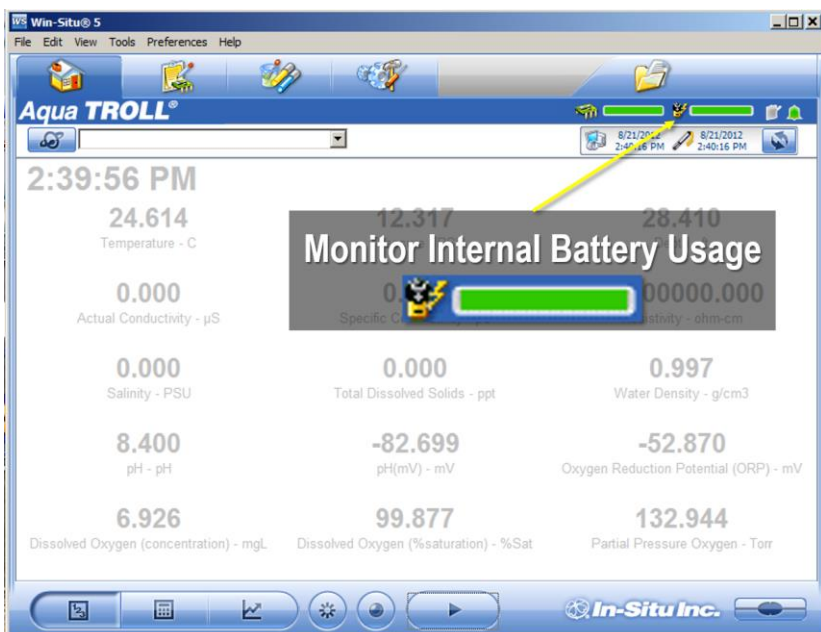 Win-Situ® 5
File Edit View Tools Preferences Help
Aqua TROLL®
8/21/2012 8/21/2012
2:40:16 PM 2:40:16 PM
2:39:56 PM
24.614 12.317 28.410
Temperature - C
Monitor Internal Battery Usage
0.000
Actual Conductivity - µS
0.000 0.000 0.997
Salinity - PSU Total Dissolved Solids - ppt Water Density - g/cm3
8.400 -82.699 -52.870
pH - pH pH(mV) - mV Oxygen Reduction Potential (ORP) - mV
6.926 99.877 132.944
Dissolved Oxygen (concentration) - mgL Dissolved Oxygen (%saturation) - %Sat Partial Pressure Oxygen - Torr
In-Situ Inc.